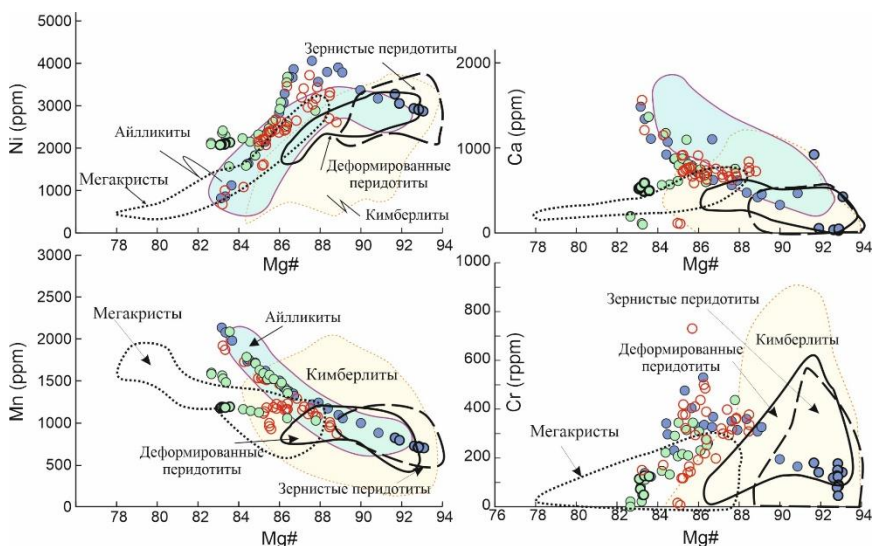 5000
4000
3000
2000
1000
0
Ni (ppm)
Зернистые перидотиты
Айлликиты
Мегакристы
Деформированные
перидотиты
Кимберлиты
78 80 82 84 86 88 90 92 94
Mg#
2000
1000
0
Ca (ppm)
78 80 82 84 86 88 90 92 94
Mg#
3000
2500
2000
1500
1000
500
0
Mn (ppm)
Мегакристы
Айлликиты
Кимберлиты
Деформированные
перидотиты
Зернистые перидотиты
78 80 82 84 86 88 90 92 94
Mg#
1000
800
600
400
200
0
Cr (rppm)
Зернистые перидотиты
Кимберлиты
Деформированные
перидотиты
Мегакристы
78 80 82 84 86 88 90 92 94
Mg#